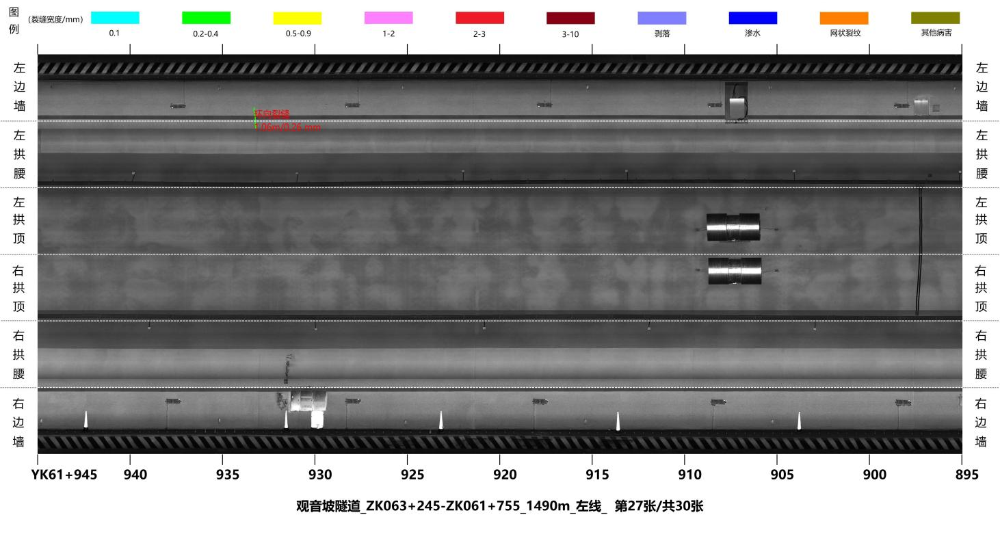 图例
(裂缝宽度/mm)
0.1
0.2-0.4
0.5-0.9
1-2
2-3
3-10
剥落
渗水
网状裂纹
其他病害
左边墙
左边墙
环向裂缝
1.06m/0.26 mm
左拱腰
左拱腰
左拱顶
左拱顶
右拱顶
右拱顶
右拱腰
右拱腰
右边墙
右边墙
YK61+945 940 935 930 925 920 915 910 905 900 895
观音坡隧道_ZK063+245-ZK061+755_1490m_左线_ 第27张/共30张